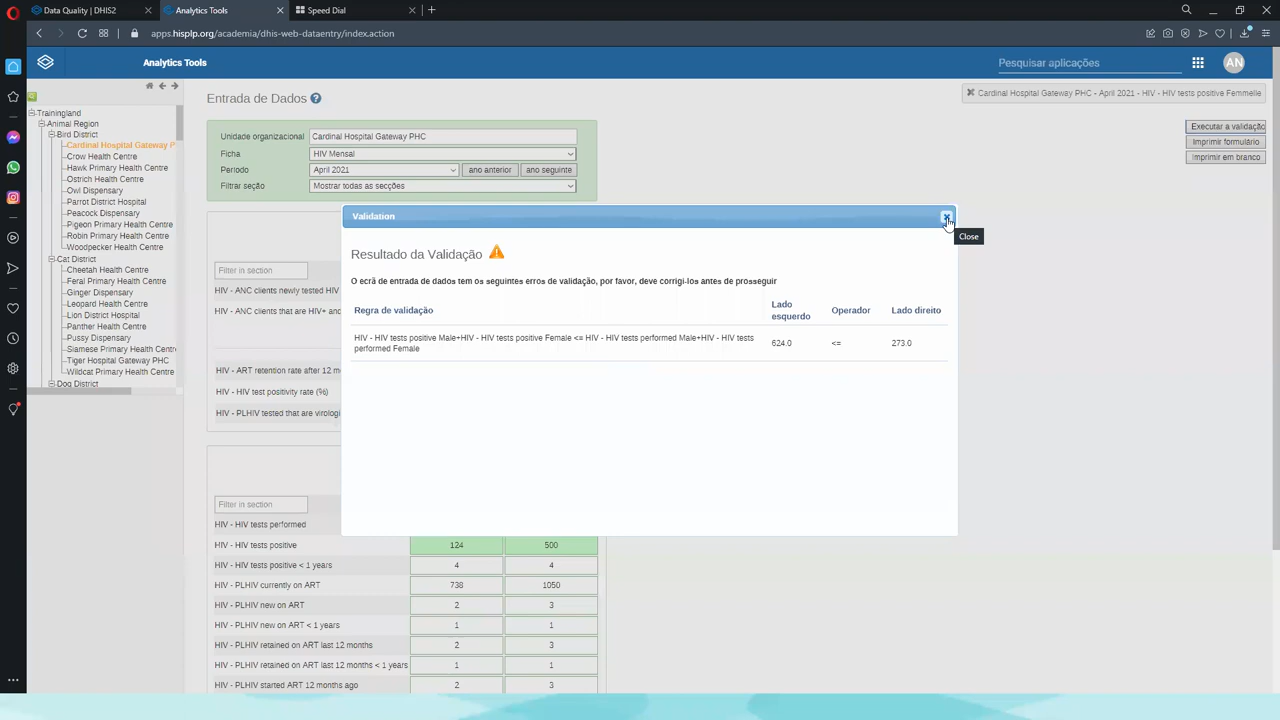 Data Quality | DHIS2
Analytics Tools
Speed Dial
apps.hisplp.org/academia/dhis-web-dataentry/index.action
Analytics Tools
Pesquisar aplicações
AN
Trainingland
Animal Region
Bird District
Cardinal Hospital Gateway P
Crow Health Centre
Hawk Primary Health Centre
Ostrich Health Centre
Owl Dispensary
Parrot District Hospital
Peacock Dispensary
Pigeon Primary Health Centre
Robin Primary Health Centre
Woodpecker Health Centre
Cat District
Cheetah Health Centre
Feral Primary Health Centre
Ginger Dispensary
Leopard Health Centre
Lion District Hospital
Panther Health Centre
Pussy Dispensary
Siamese Primary Health Centr
Tiger Hospital Gateway PHC
Wildcat Primary Health Centre
Dog District
Entrada de Dados
Cardinal Hospital Gateway PHC - April 2021 - HIV - HIV tests positive Femmelle
Unidade organizacional Cardinal Hospital Gateway PHC
Ficha HIV Mensal
Periodo April 2021 ano anterior ano seguinte
Filtrar seção Mostrar todas as secções
Executar a validação
Imprimir formulário
Imprimir em branco
Validation
Close
Resultado da Validação
O ecrã de entrada de dados tem os seguintes erros de validação, por favor, deve corrigi-los antes de prosseguir
Regra de validação Lado esquerdo Operador Lado direito
HIV - HIV tests positive Male+HIV - HIV tests positive Female <= HIV - HIV tests performed Male+HIV - HIV tests performed Female 624.0 <= 273.0
Filter in section
HIV - ANC clients newly tested HIV
HIV - ANC clients that are HIV+ and
HIV - ART retention rate after 12 m
HIV - HIV test positivity rate (%)
HIV - PLHIV tested that are virologi
Filter in section
HIV - HIV tests performed
HIV - HIV tests positive 124 500
HIV - HIV tests positive < 1 years 4 4
HIV - PLHIV currently on ART 738 1050
HIV - PLHIV new on ART 2 3
HIV - PLHIV new on ART < 1 years 1 1
HIV - PLHIV retained on ART last 12 months 2 3
HIV - PLHIV retained on ART last 12 months < 1 years 1 1
HIV - PLHIV started ART 12 months ago 2 3